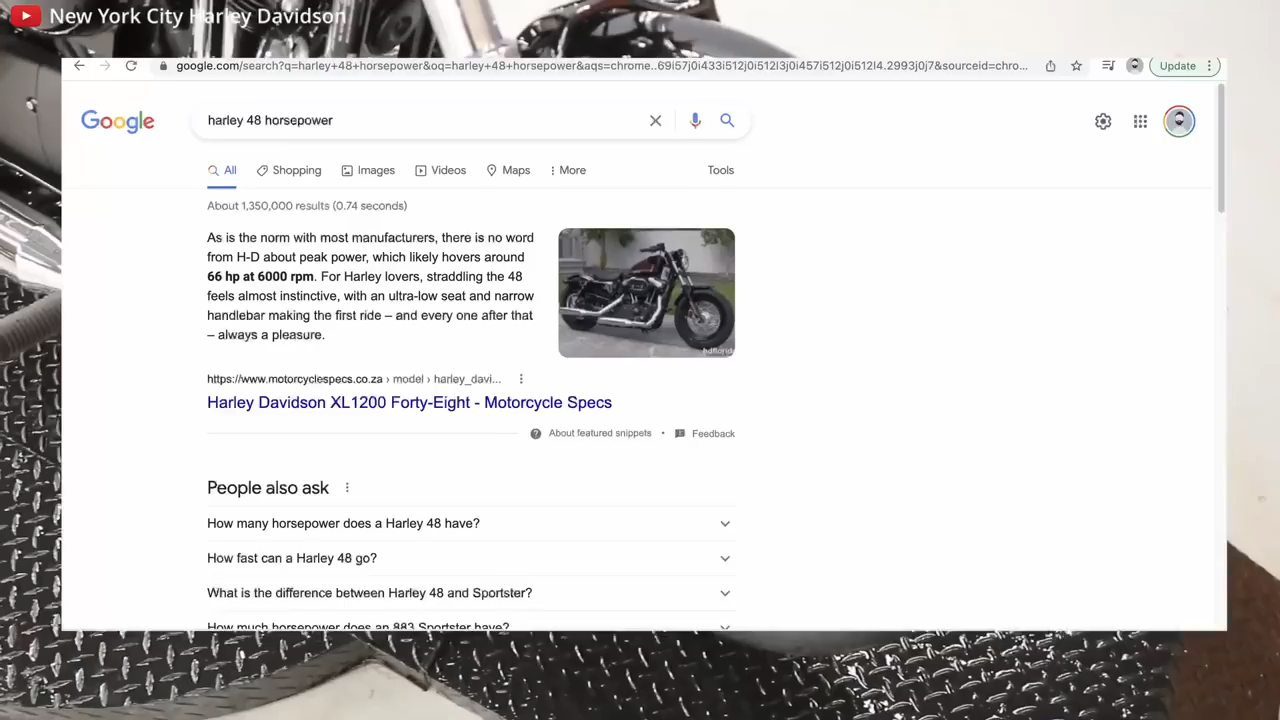 New York City Harley Davidson
google.com/search?q=harley+48+horsepower&oq=harley+48+horsepower&aqs=chrome..69i57j0i433i512j0i512l3j0i457i512j0i512l4.2993j0j7&sourceid=chro...
Update
Google
harley 48 horsepower
All Shopping Images Videos Maps More Tools
About 1,350,000 results (0.74 seconds)
As is the norm with most manufacturers, there is no word
from H-D about peak power, which likely hovers around
66 hp at 6000 rpm. For Harley lovers, straddling the 48
feels almost instinctive, with an ultra-low seat and narrow
handlebar making the first ride – and every one after that
– always a pleasure.
hdflorid
https://www.motorcyclespecs.co.za › model › harley_davi...
Harley Davidson XL1200 Forty-Eight - Motorcycle Specs
About featured snippets • Feedback
People also ask
How many horsepower does a Harley 48 have?
How fast can a Harley 48 go?
What is the difference between Harley 48 and Sportster?
How much horsepower does an 883 Sportster have?